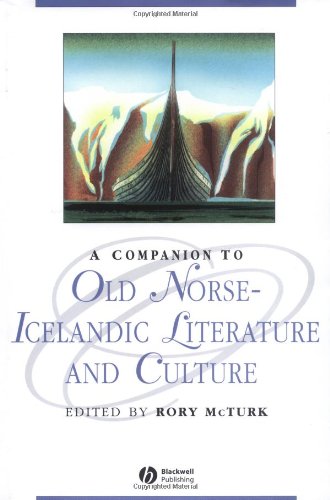 Copyrighted Material
A COMPANION TO
OLD NORSE-
ICELANDIC LITERATURE
AND CULTURE
EDITED BY RORY MCTURK
Blackwell
Publishing
Copyrighted Material